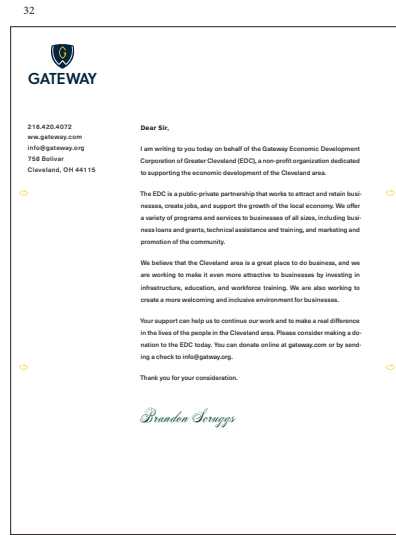 32
GATEWAY
216.420.4072
ww.gateway.com
info@gateway.org
758 Bolivar
Cleveland, OH 44115
Dear Sir,
I am writing to you today on behalf of the Gateway Economic Development
Corporation of Greater Cleveland (EDC), a non-profit organization dedicated
to supporting the economic development of the Cleveland area.
The EDC is a public-private partnership that works to attract and retain busi-
nesses, create jobs, and support the growth of the local economy. We offer
a variety of programs and services to businesses of all sizes, including busi-
ness loans and grants, technical assistance and training, and marketing and
promotion of the community.
We believe that the Cleveland area is a great place to do business, and we
are working to make it even more attractive to businesses by investing in
infrastructure, education, and workforce training. We are also working to
create a more welcoming and inclusive environment for businesses.
Your support can help us to continue our work and to make a real difference
in the lives of the people in the Cleveland area. Please consider making a do-
nation to the EDC today. You can donate online at gateway.com or by send-
ing a check to info@gatway.org.
Thank you for your consideration.
Brandon Scruggs